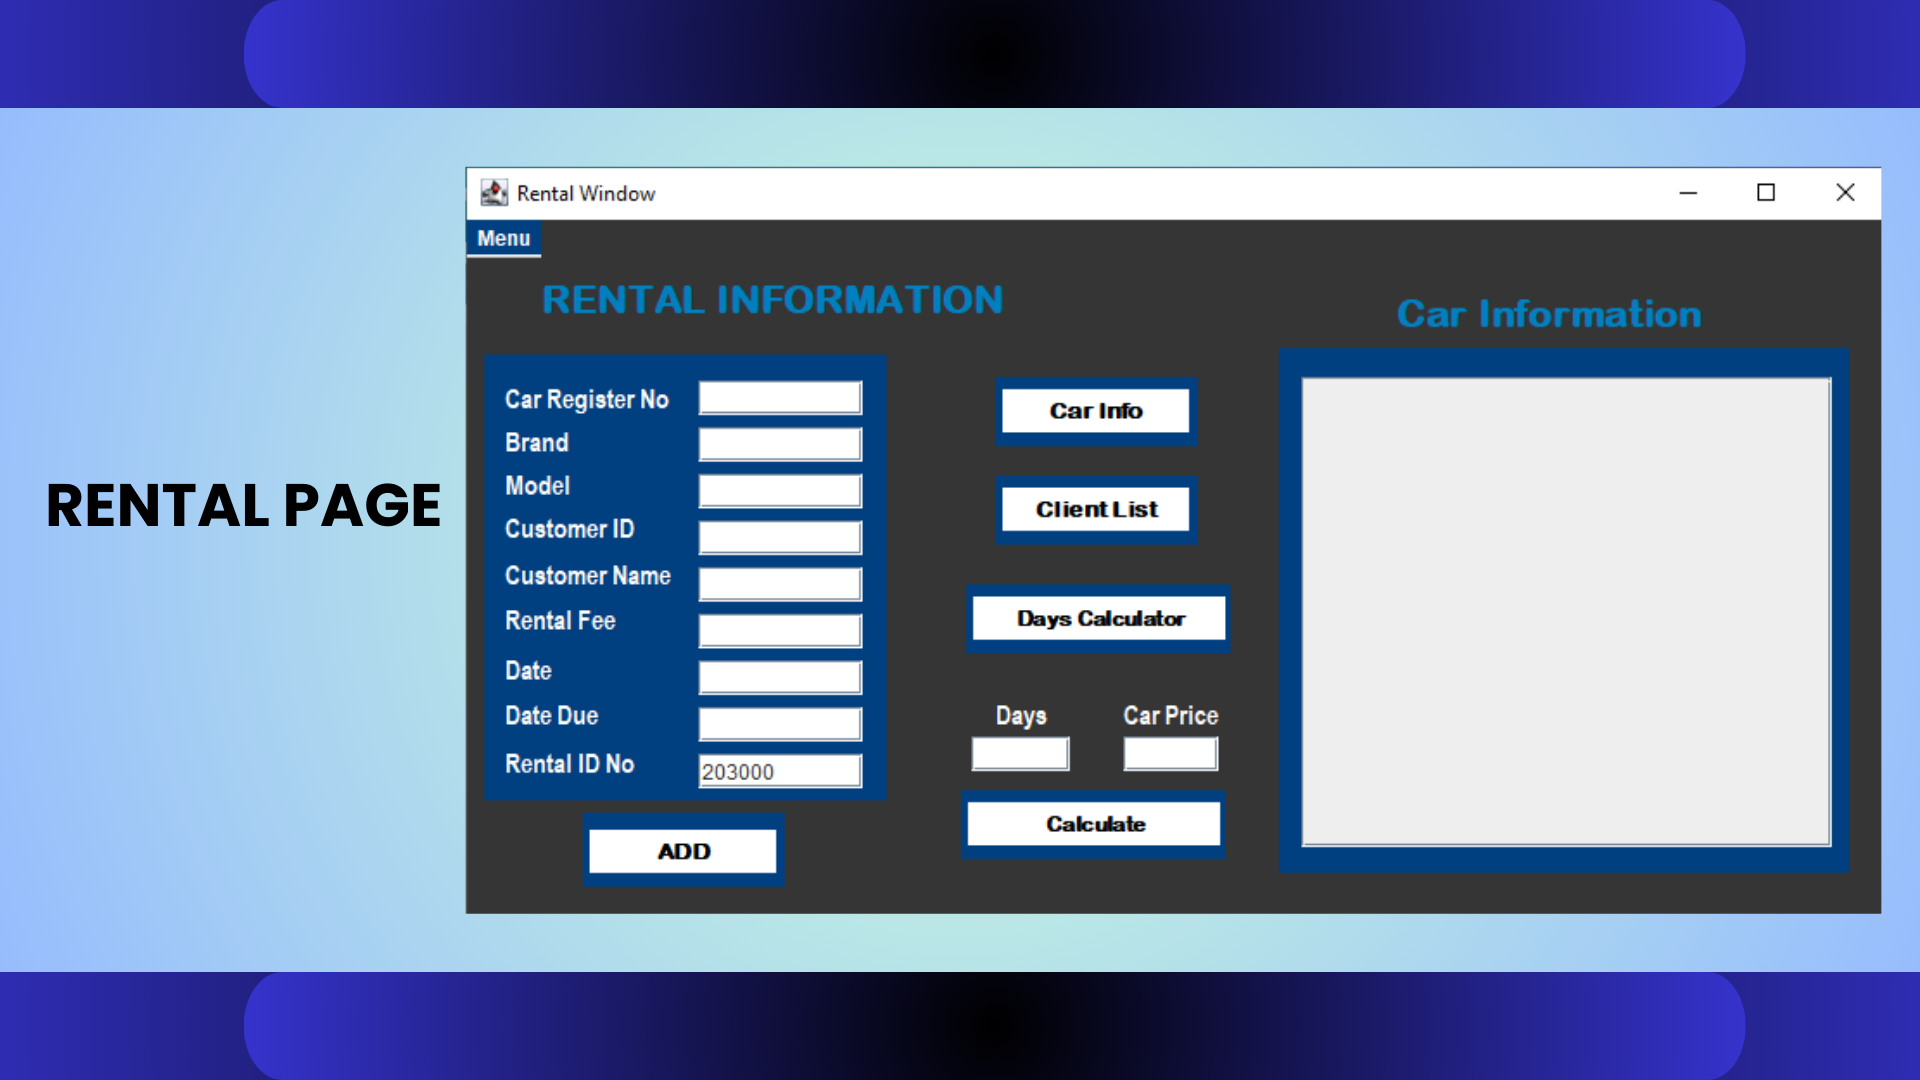 RENTAL PAGE
Rental Window
Menu
RENTAL INFORMATION
Car Register No
Brand
Model
Customer ID
Customer Name
Rental Fee
Date
Date Due
Rental ID No 203000
ADD
Car Info
Client List
Days Calculator
Days Car Price
Calculate
Car Information